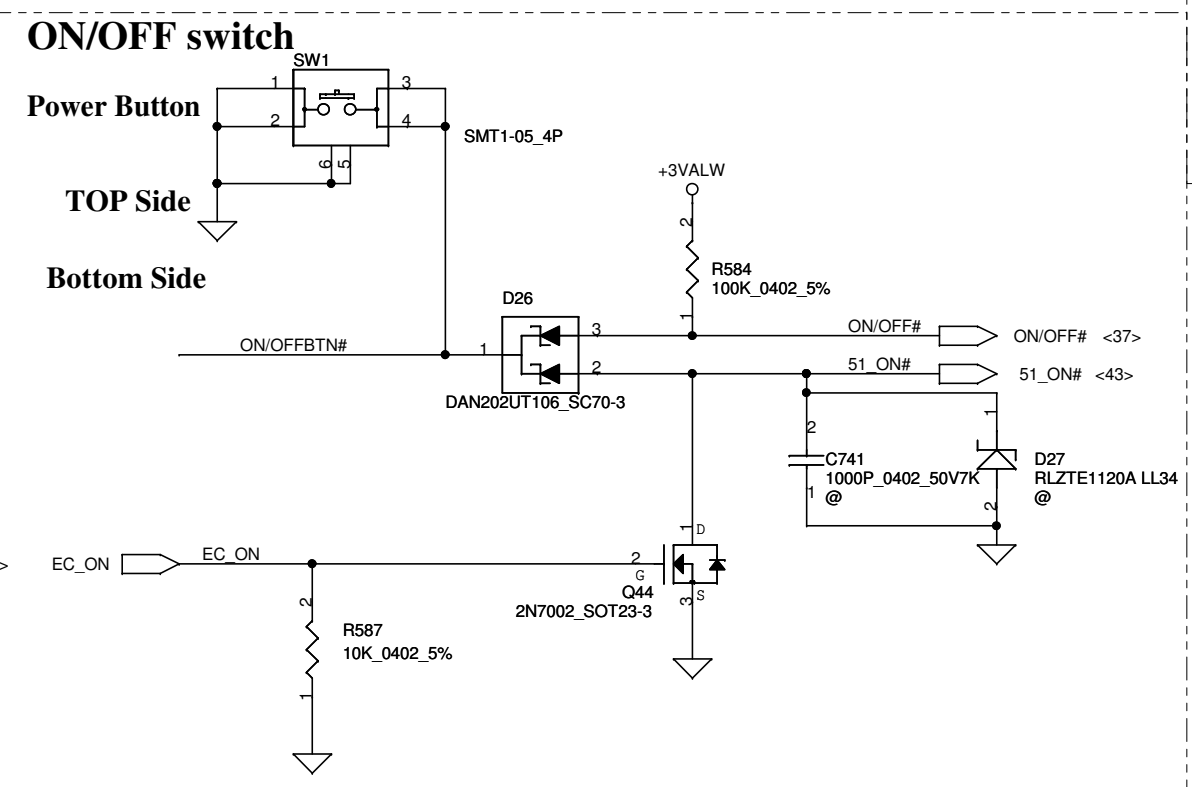 ON/OFF switch
SW1
1
3
Power Button
2
4
SMT1-05_4P
6
5
+3VALW
TOP Side
2
Bottom Side
R584
100K_0402_5%
D26
1
3
ON/OFF#
ON/OFF# <37>
ON/OFFBTN#
1
2
51_ON#
51_ON# <43>
DAN202UT106_SC70-3
1
2
C741
1000P_0402_50V7K
@
1
D27
RLZTE1120A LL34
@
2
1
D
>
EC_ON
EC_ON
2
G
Q44
2N7002_SOT23-3
3
S
2
R587
10K_0402_5%
1